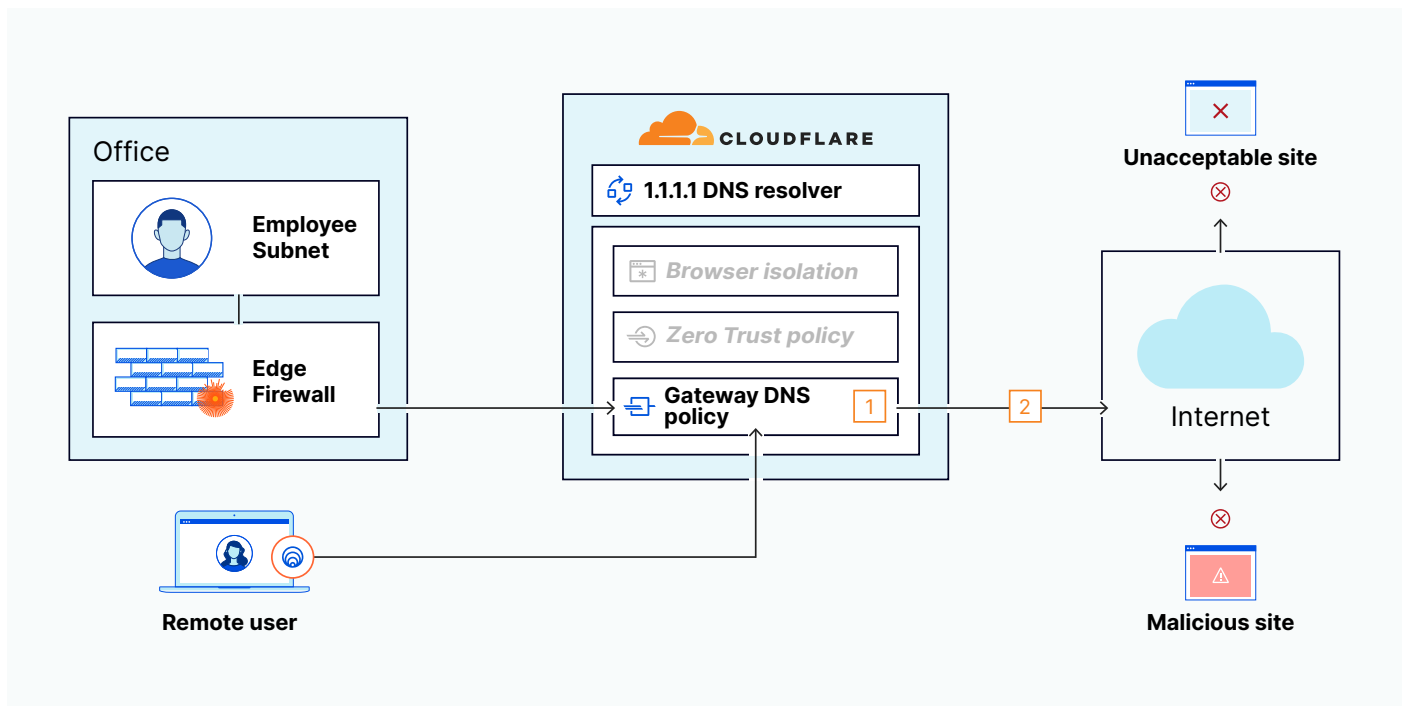 Office
Employee
Subnet
Edge
Firewall
Remote user
CLOUDFLARE
1.1.1.1 DNS resolver
Browser isolation
Zero Trust policy
Gateway DNS
policy
1
2
Unacceptable site
Internet
Malicious site